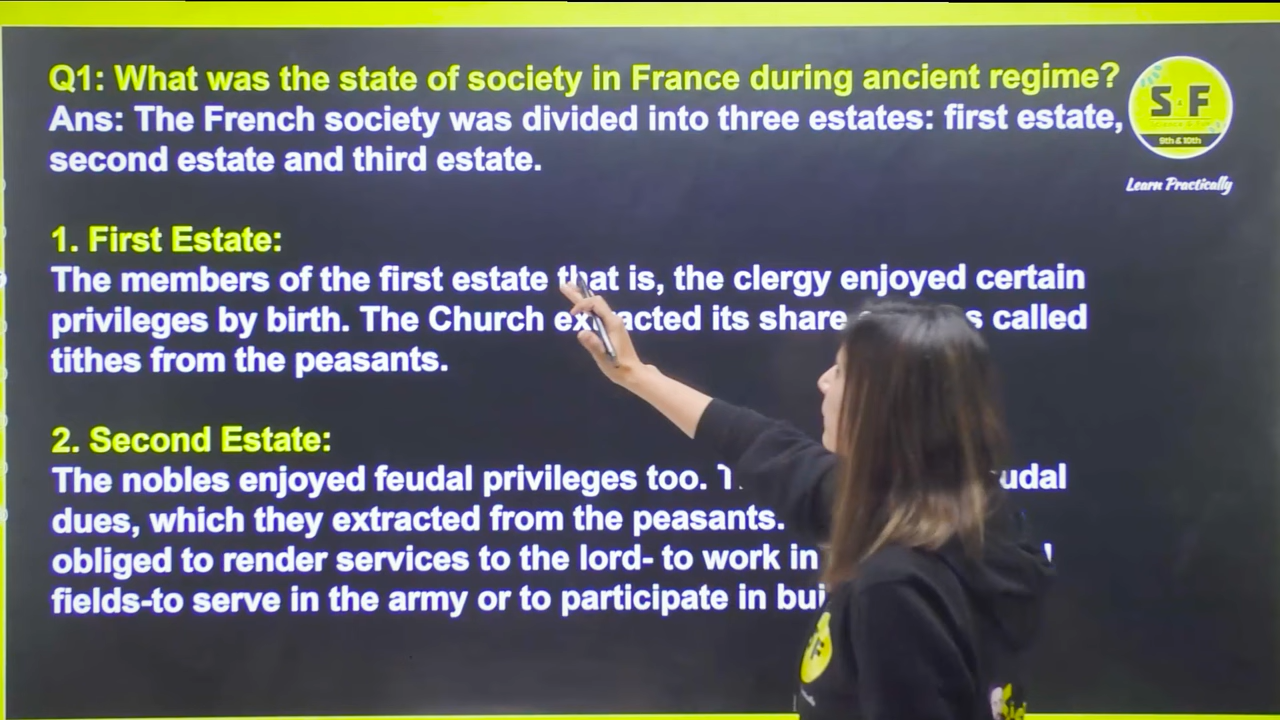 Q1: What was the state of society in France during ancient regime?
Ans: The French society was divided into three estates: first estate,
second estate and third estate.
S F
9th & 10th
Learn Practically
1. First Estate:
The members of the first estate that is, the clergy enjoyed certain
privileges by birth. The Church extracted its share called
tithes from the peasants.
2. Second Estate:
The nobles enjoyed feudal privileges too.
dues, which they extracted from the peasants.
obliged to render services to the lord- to work in
fields-to serve in the army or to participate in